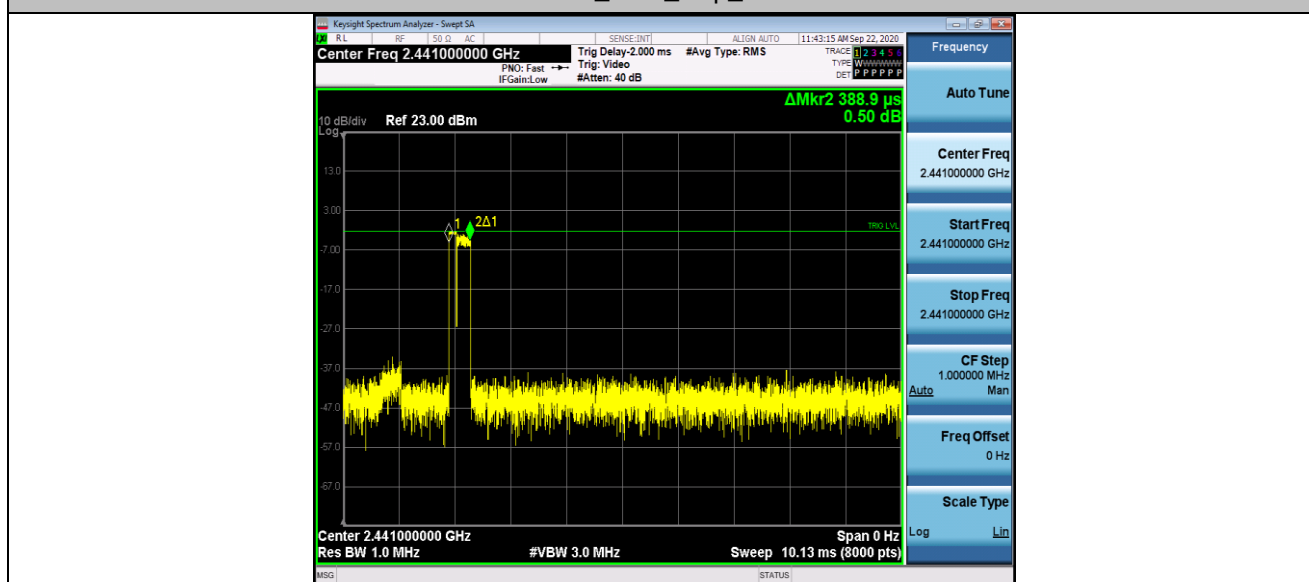 Keysight Spectrum Analyzer - Swept SA
RL RF 50 Ω AC SENSE:INT ALIGN AUTO 11:43:15 AM Sep 22, 2020
Center Freq 2.441000000 GHz
Trig Delay-2.000 ms #Avg Type: RMS
TRACE 1 2 3 4 5 6
PNO: Fast Trig: Video
TYPE W
IFGain:Low #Atten: 40 dB
DET P P P P P P
Frequency
Auto Tune
ΔMkr2 388.9 µs
0.50 dB
10 dB/div Ref 23.00 dBm
Log
13.0
3.00
-7.00
-17.0
-27.0
-37.0
-47.0
-57.0
-67.0
1
2Δ1
TRIG LVL
Center Freq
2.441000000 GHz
Start Freq
2.441000000 GHz
Stop Freq
2.441000000 GHz
CF Step
1.000000 MHz
Auto Man
Freq Offset
0 Hz
Scale Type
Log Lin
Center 2.441000000 GHz Span 0 Hz
Res BW 1.0 MHz #VBW 3.0 MHz Sweep 10.13 ms (8000 pts)
MSG STATUS